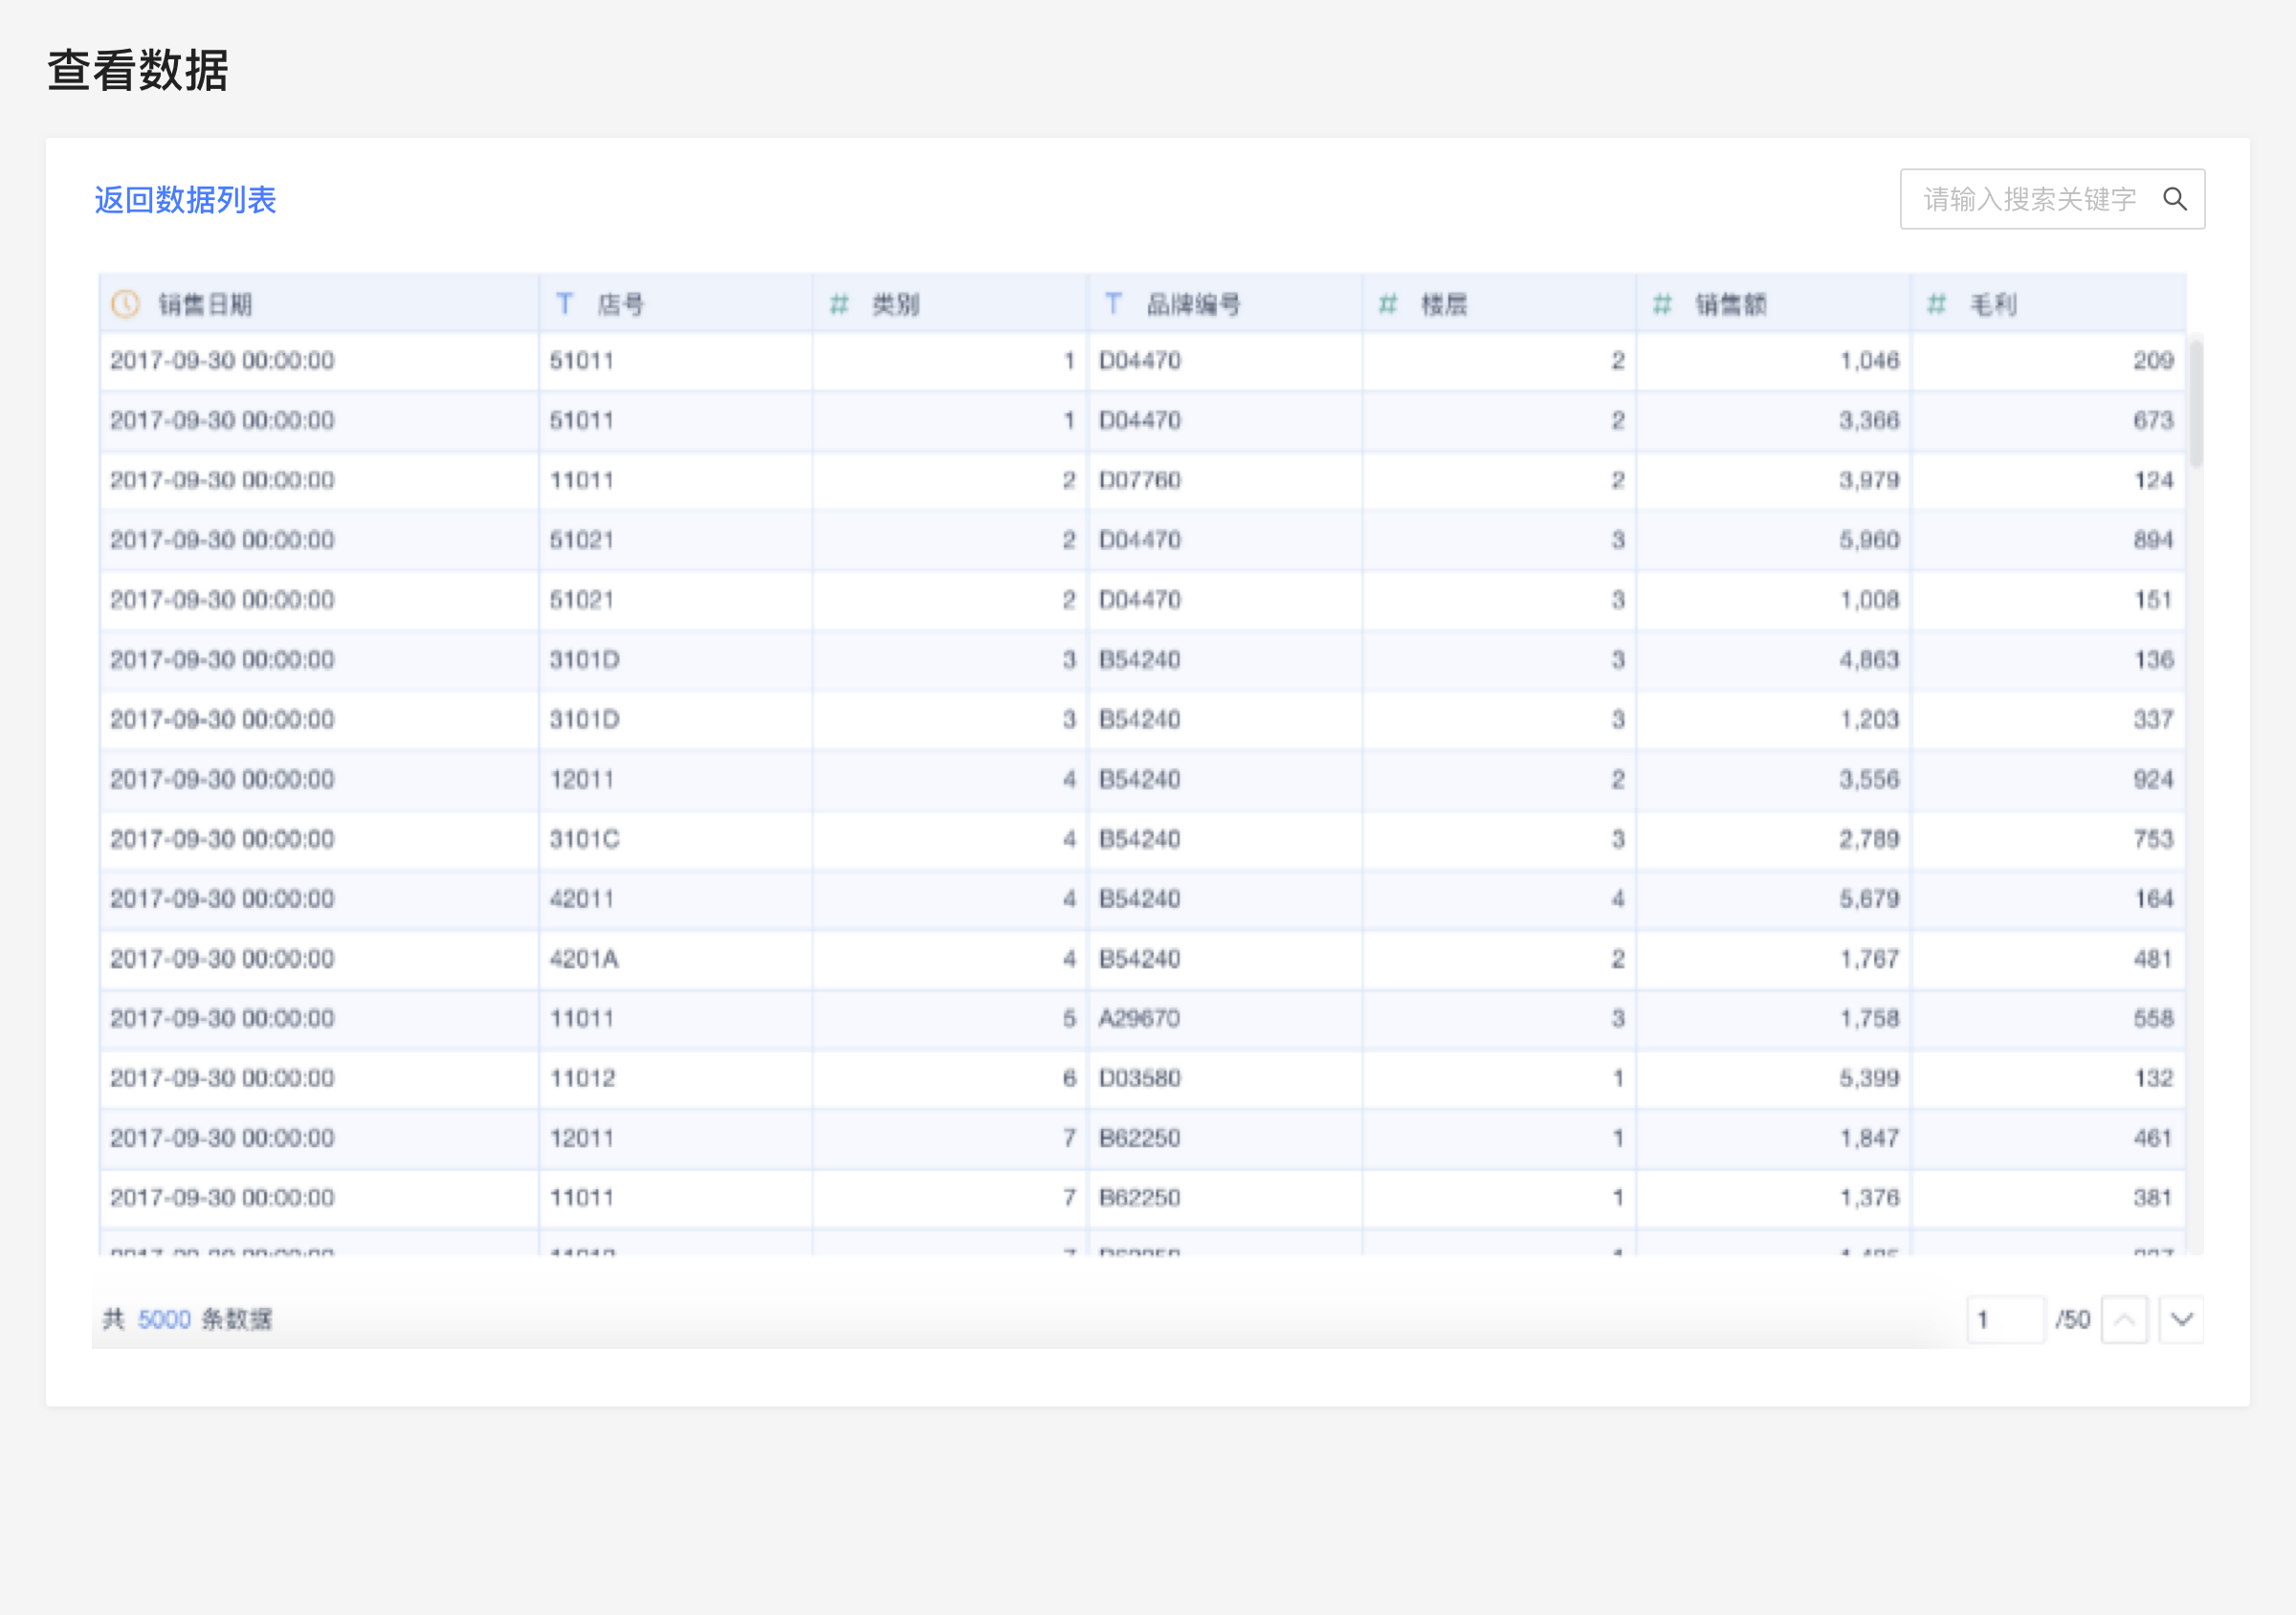 查看数据
返回数据列表 请输入搜索关键字
销售日期 T 店号 # 类别 T 品牌编号 # 楼层 # 销售额 # 毛利
2017-09-30 00:00:00 51011 1 D04470 2 1,046 209
2017-09-30 00:00:00 51011 1 D04470 2 3,366 673
2017-09-30 00:00:00 11011 2 D07760 2 3,979 124
2017-09-30 00:00:00 51021 2 D04470 3 5,960 894
2017-09-30 00:00:00 51021 2 D04470 3 1,008 151
2017-09-30 00:00:00 3101D 3 B54240 3 4,863 136
2017-09-30 00:00:00 3101D 3 B54240 3 1,203 337
2017-09-30 00:00:00 12011 4 B54240 2 3,556 924
2017-09-30 00:00:00 3101C 4 B54240 3 2,789 753
2017-09-30 00:00:00 42011 4 B54240 4 5,679 164
2017-09-30 00:00:00 4201A 4 B54240 2 1,767 481
2017-09-30 00:00:00 11011 5 A29670 3 1,758 558
2017-09-30 00:00:00 11012 6 D03580 1 5,399 132
2017-09-30 00:00:00 12011 7 B62250 1 1,847 461
2017-09-30 00:00:00 11011 7 B62250 1 1,376 381
共 5000 条数据 1 /50